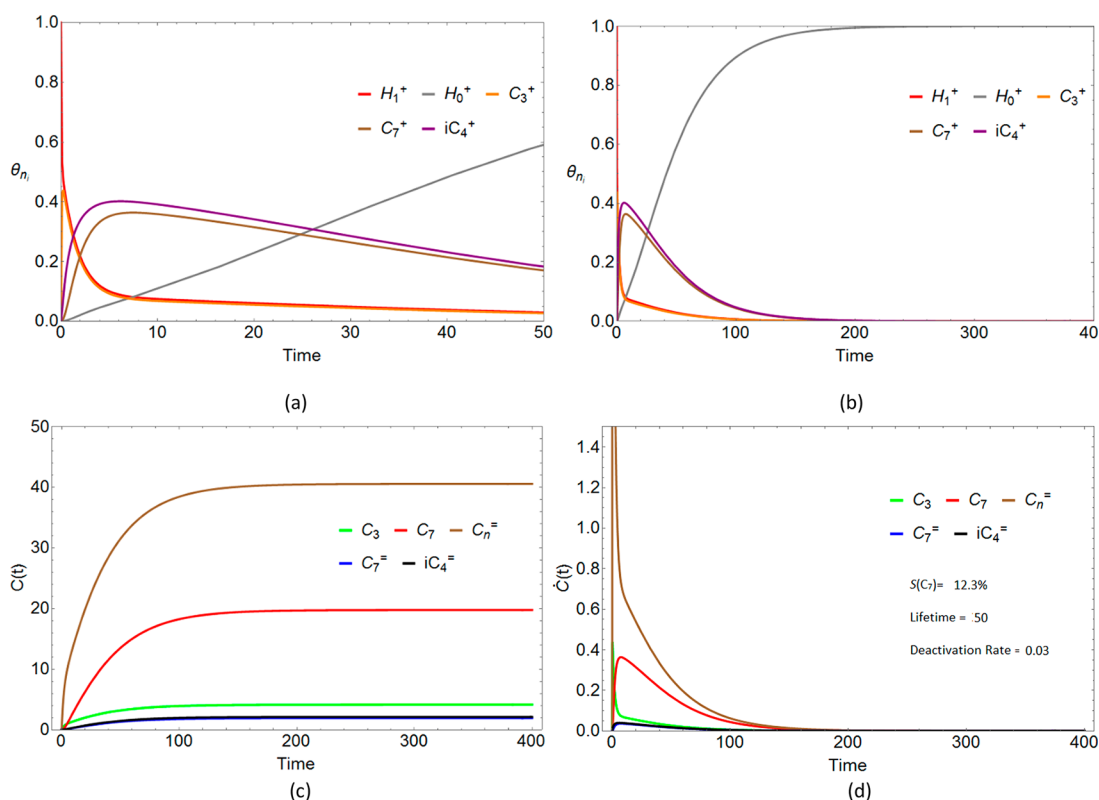 1.0
0.8
0.6
0.4
0.2
0.0
θnᵢ
H₁⁺ H₀⁺ C₃⁺
C₇⁺ iC₄⁺
0 10 20 30 40 50
Time
(a)
1.0
0.8
0.6
0.4
0.2
0.0
θnᵢ
H₁⁺ H₀⁺ C₃⁺
C₇⁺ iC₄⁺
0 100 200 300 40
Time
(b)
50
40
30
20
10
0
C(t)
C₃ C₇ Cₙ⁼
C₇⁼ iC₄⁼
0 100 200 300 400
Time
(c)
1.4
1.2
1.0
0.8
0.6
0.4
0.2
0.0
Ċ(t)
C₃ C₇ Cₙ⁼
C₇⁼ iC₄⁼
S(C₇)= 12.3%
Lifetime = 50
Deactivation Rate = 0.03
0 100 200 300 400
Time
(d)